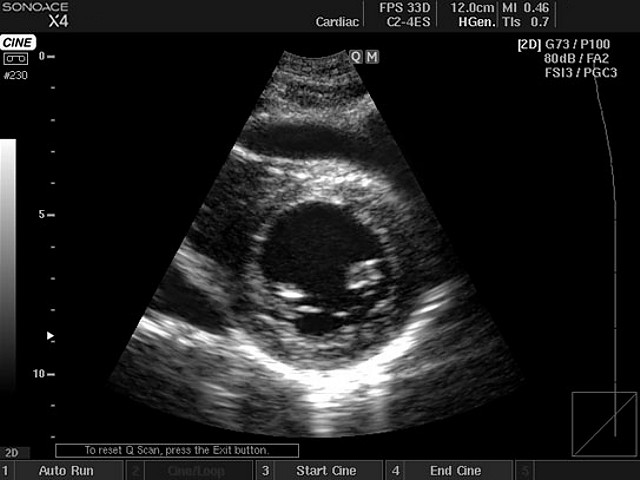 SONOACE
X4
Cardiac
FPS 33D
C2-4ES
12.0cm
HGen.
MI 0.46
TIs 0.7
CINE
#230
0
Q M
[2D] G73 / P100
80dB / FA2
FSI3 / PGC3
5
10
2D
To reset Q Scan, press the Exit button.
1 Auto Run
2 Cine/Loop
3 Start Cine
4 End Cine
5